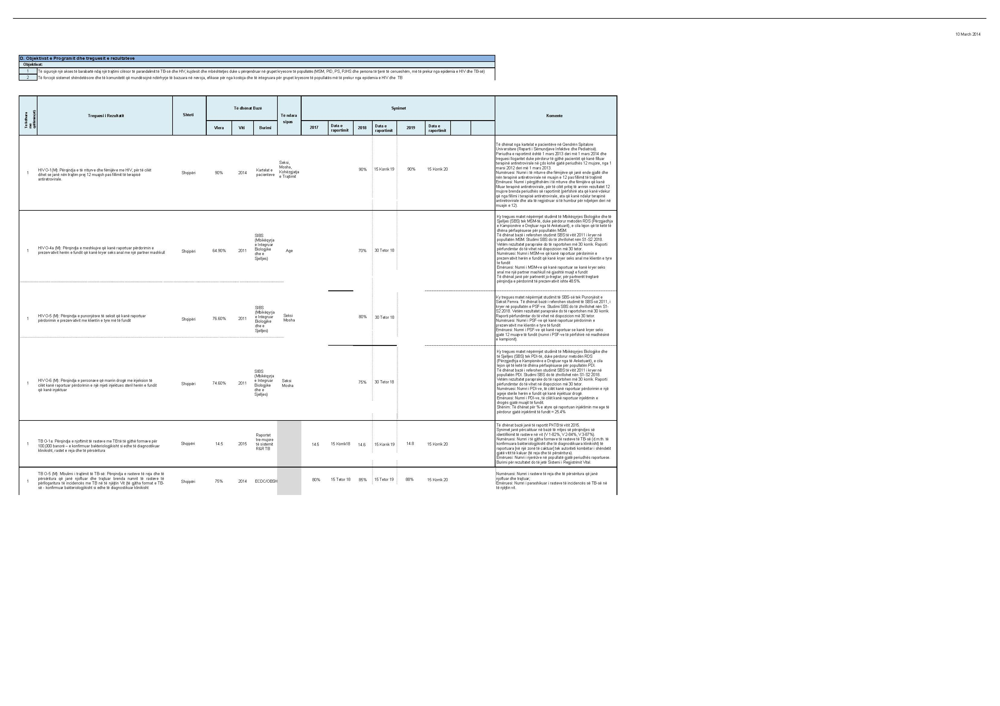 10 March 2014
D. Objektivat e Programit dhe treguesit e rezultateve
Objektivat:
1 Të sigurojë një akses të barabartë ndaj një trajtimi cilësor të parandalimit të TB-së dhe HIV, kujdesit dhe mbështetjes duke u përqendruar në grupet kryesore të popullatës (MSM, PID, PS, PJHS dhe persona të tjerë të cenueshëm, më të prekur nga epidemia e HIV dhe TB-së)
2 Të forcojë sistemet shëndetësore dhe të komunitetit që mundësojnë ndërhyrje të bazuara në nevoja, efikase për nga kostoja dhe të integruara për grupet kryesore të popullatës më të prekur nga epidemia e HIV dhe TB
Te lidhura
me
qëllimin(et)
Treguesi i Rezultatit
Shteti
Të dhënat Bazë
Vlera
Viti
Burimi
Të ndara
sipas
Synimet
2017
Data e
raportimit
2018
Data e
raportimit
2019
Data e
raportimit
Komente
1
HIV O-1(M): Përqindja e të rriturve dhe fëmijëve me HIV, për të cilët
dihet se janë nën trajtim prej 12 muajsh pas fillimit të terapisë
antiretrovirale.
Shqipëri
90%
2014
Kartelat e
pacienteve
Seksi,
Mosha,
Kohëzgjatja
e Trajtimit
90%
15 Korrik 19
90%
15 Korrik 20
Të dhënat nga kartelat e pacientëve në Qendrën Spitalore
Universitare (Reparti i Sëmundjeve Infektive dhe Pediatrisë).
Periudha e raportimit është 1 mars 2013 deri më 1 mars 2014 dhe
treguesi llogaritet duke përdorur të gjithë pacientët që kanë filluar
terapinë antiretrovirale në çdo kohë gjatë periudhës 12 mujore, nga 1
marsi 2012 deri më 1 mars 2013.
Numëruesi: Numri i të rriturve dhe fëmijëve që janë ende gjallë dhe
nën terapinë antiretrovirale në muajin e 12 pas fillimit të trajtimit
Emëruesi: Numri i përgjithshëm i të rriturve dhe fëmijëve që kanë
filluar terapinë antiretrovirale, për të cilët pritej të arrinin rezultatet 12
mujore brenda periudhës së raportimit (përfshirë ata që kanë vdekur
që nga fillimi i terapisë antiretrovirale, ata që kanë ndalur terapinë
antiretrovirale dhe ata të regjistruar si të humbur për ndjekjen deri në
muajin e 12).
1
HIV O-4a (M): Përqindja e meshkujve që kanë raportuar përdorimin e
prezervativit herën e fundit që kanë kryer seks anal me një partner mashkull
Shqipëri
64.90%
2011
SIBS
(Mbikëqyrja
e Integruar
Biologjike
dhe e
Sjelljes)
Age
70%
30 Tetor 18
Ky tregues matet nëpërmjet studimit të Mbikëqyrjes Biologjike dhe të
Sjelljes (SBS) tek MSM-të, duke përdorur metodën RDS (Përzgjedhja
e Kampionëve e Drejtuar nga të Anketuarit), e cila lejon që të ketë të
dhëna përfaqësuese për popullatën MSM.
Të dhënat bazë i referohen studimit SBS të vitit 2011 i kryer në
popullatën MSM. Studimi SBS do të zhvillohet nën S1-S2 2018.
Vetëm rezultatet paraprake do të raportohen më 30 korrik. Raporti
përfundimtar do të vihet në dispozicion më 30 tetor.
Numëruesi: Numri i MSM-ve që kanë raportuar përdorimin e
prezervativit herën e fundit që kanë kryer seks anal me klientin e tyre
te fundit
Emëruesi: Numri i MSM-ve që kanë raportuar se kanë kryer seks
anal me një partner mashkull në gjashtë muajt e fundit
Të dhënat janë për partnerët jo-tregtar; për partnerët tregtarë
përqindja e përdorimit të prezervativit ishte 48.5%.
1
HIV O-5 (M): Përqindja e punonjësve të seksit që kanë raportuar
përdorimin e prezervativit me klientin e tyre më të fundit
Shqipëri
76.60%
2011
SIBS
(Mbikëqyrja
e Integruar
Biologjike
dhe e
Sjelljes)
Seksi
Mosha
80%
30 Tetor 18
Ky tregues matet nëpërmjet studimit të SBS-së tek Punonjësit e
Seksit Femra. Të dhënat bazë i referohen studimit të SBS-së 2011, i
kryer në popullatën e PSF-ve. Studimi SBS do të zhvillohet nën S1-
S2 2018. Vetëm rezultatet paraprake do të raportohen më 30 korrik.
Raporti përfundimtar do të vihet në dispozicion më 30 tetor.
Numëruesi: Numri i PSF-ve që kanë raportuar përdorimin e
prezervativit me klientin e tyre të fundit
Emëruesi: Numri i PSF-ve që kanë raportuar se kanë kryer seks
gjatë 12 muajve të fundit (numri i PSF-ve të përfshirë në madhësinë
e kampionit).
1
HIV O-6 (M): Përqindja e personave që marrin drogë me injeksion të
cilët kanë raportuar përdorimin e një mjeti injektues steril herën e fundit
që kanë injektuar
Shqipëri
74.60%
2011
SIBS
(Mbikëqyrja
e Integruar
Biologjike
dhe e
Sjelljes)
Seksi
Mosha
75%
30 Tetor 18
Ky tregues matet nëpërmjet studimit të Mbikëqyrjes Biologjike dhe
të Sjelljes (SBS) tek PDI-të, duke përdorur metodën RDS
(Përzgjedhja e Kampionëve e Drejtuar nga të Anketuarit), e cila
lejon që të ketë të dhëna përfaqësuese për popullatën PDI.
Të dhënat bazë i referohen studimit SBS të vitit 2011 i kryer në
popullatën PDI. Studimi SBS do të zhvillohet nën S1-S2 2018.
Vetëm rezultatet paraprake do të raportohen më 30 korrik. Raporti
përfundimtar do të vihet në dispozicion më 30 tetor.
Numëruesi: Numri i PDI-ve, të cilët kanë raportuar përdorimin e një
ageje sterile herën e fundit që kanë injektuar drogë.
Emëruesi: Numri i PDI-ve, të cilët kanë raportuar injektimin e
drogës gjatë muajit të fundit.
Shënim: Të dhënat për % e atyre që raportuan injektimin me age të
përdorur gjatë injektimit të fundit = 25.4%
1
TB O-1a: Përqindja e njoftimit të rasteve me TB të të gjithë formave për
100,000 banorë – e konfirmuar bakteriologjikisht si edhe të diagnostikuar
klinikisht, rastet e reja dhe të përsëritura
Shqipëri
14.5
2015
Raportet
tre-mujore
të sistemit
R&R TB
14.5
15 Korrik18
14.6
15 Korrik 19
14.8
15 Korrik 20
Të dhënat bazë janë të raportit PKTB të vitit 2015.
Synimet janë përcaktuar në bazë të rritjes së përqindjes së
identifikimit të rasteve në vit (V1-82%, V2-84%, V3-87%).
Numëruesi: Numri i të gjitha formave të rasteve të TB-së (d.m.th. të
konfirmuara bakteriologjikisht dhe të diagnostikuara klinikisht) të
raportuara [në një zonë të caktuar] tek autoriteti kombëtar i shëndetit
gjatë vitit të kaluar (të reja dhe të përsëritura).
Emëruesi: Numri i njerëzve në popullatë gjatë periudhës raportuese.
Burimi për rezultatet do të jetë Sistemi i Regjistrimit Vital.
1
TB O-5 (M): Mbulimi i trajtimit të TB-së: Përqindja e rasteve të reja dhe të
përsëritura që janë njoftuar dhe trajtuar brenda numrit të rasteve të
përllogaritura të incidencës me TB në të njëjtin Vit (të gjitha format e TB-
së - konfirmuar bakteriologjikisht si edhe të diagnostikuar klinikisht
Shqipëri
75%
2014
ECDC/OBSH
80%
15 Tetor 18
85%
15 Tetor 19
88%
15 Korrik 20
Numëruesi: Numri i rasteve të reja dhe të përsëritura që janë
njoftuar dhe trajtuar;
Emëruesi: Numri i parashikuar i rasteve të incidencës së TB-së në
të njëjtin vit.